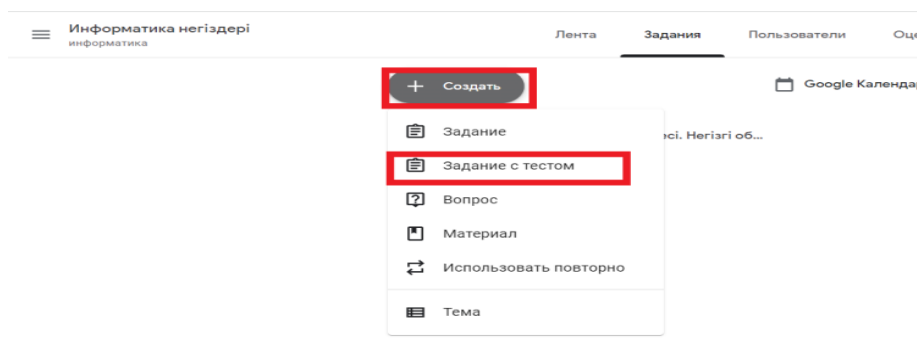 Информатика негіздері
информатика
Лента Задания Пользователи
Создать
Google Календар
Задание
Негізгі об...
Задание с тестом
Вопрос
Материал
Использовать повторно
Тема